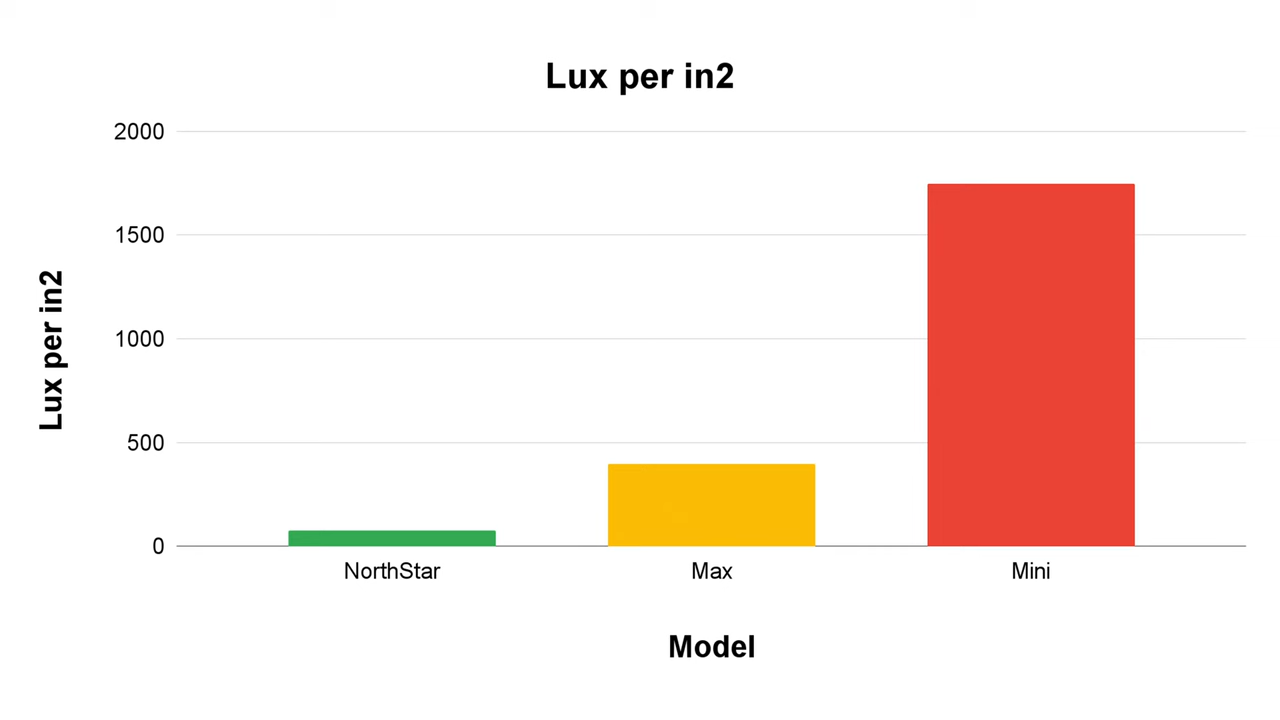 Lux per in2
Lux per in2
2000
1500
1000
500
0
NorthStar
Max
Mini
Model